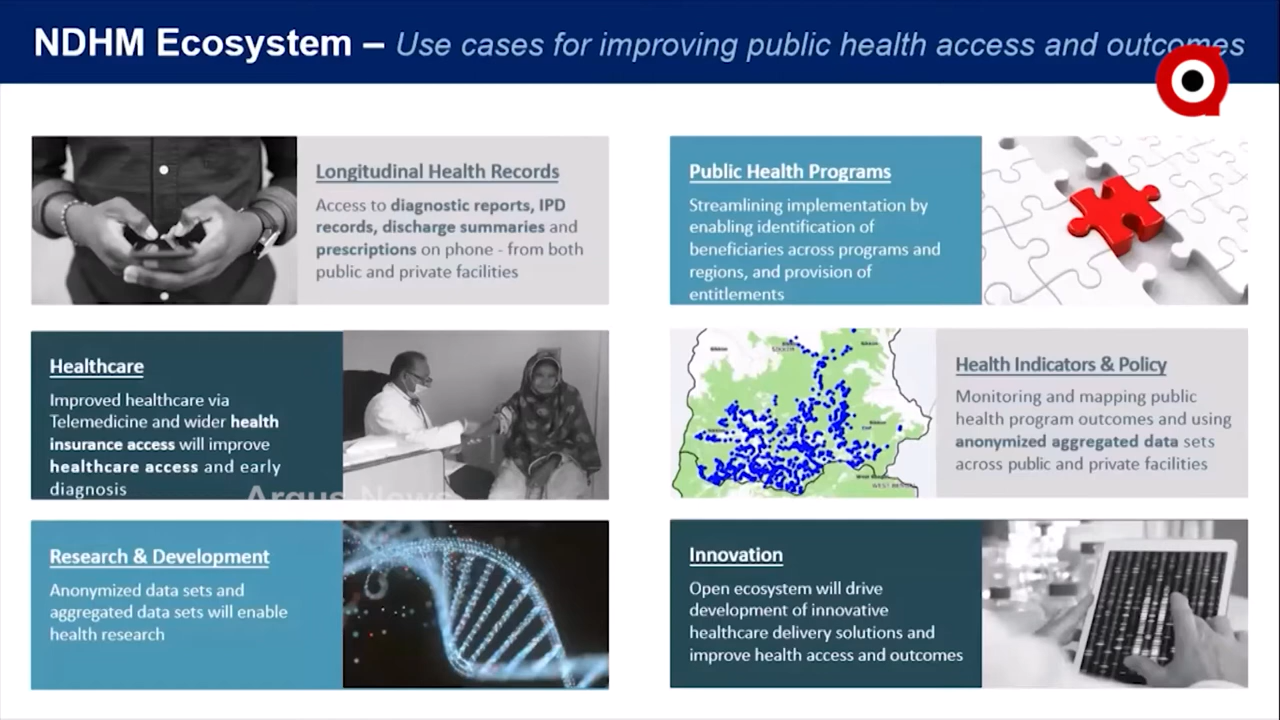 NDHM Ecosystem – Use cases for improving public health access and outcomes
Longitudinal Health Records
Access to diagnostic reports, IPD
records, discharge summaries and
prescriptions on phone - from both
public and private facilities
Public Health Programs
Streamlining implementation by
enabling identification of
beneficiaries across programs and
regions, and provision of
entitlements
Healthcare
Improved healthcare via
Telemedicine and wider health
insurance access will improve
healthcare access and early
diagnosis
Argus News
Health Indicators & Policy
Monitoring and mapping public
health program outcomes and using
anonymized aggregated data sets
across public and private facilities
WEST BENGAL
Research & Development
Anonymized data sets and
aggregated data sets will enable
health research
Innovation
Open ecosystem will drive
development of innovative
healthcare delivery solutions and
improve health access and outcomes